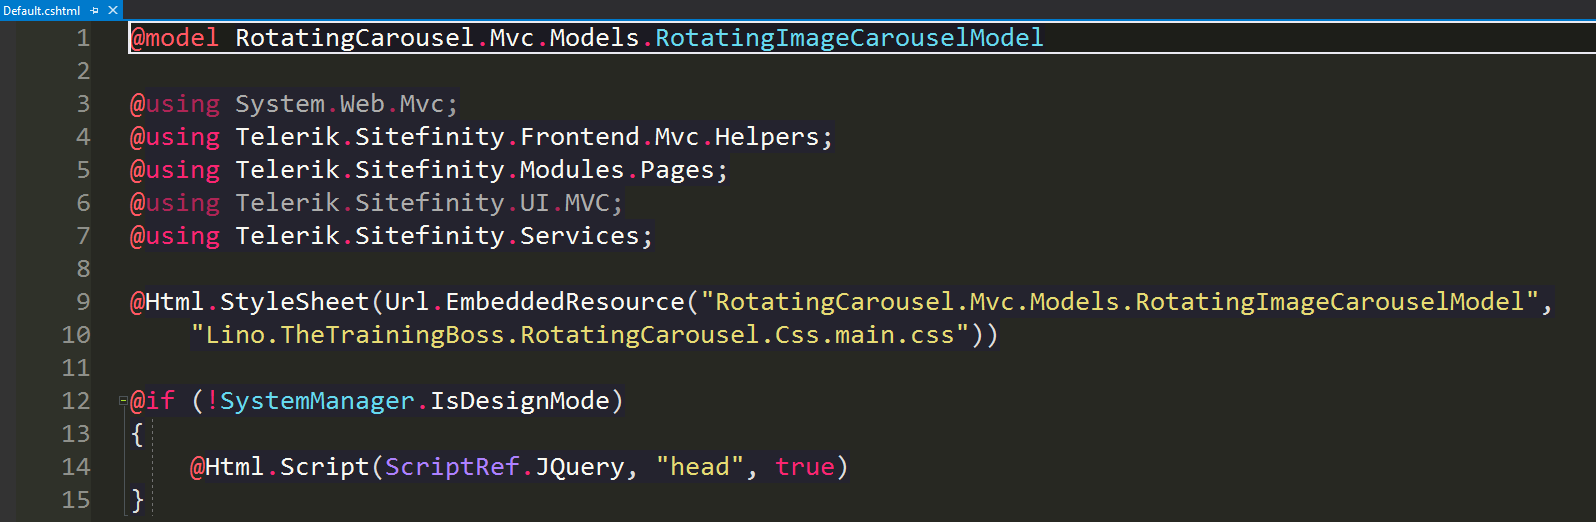 Default.cshtml
1 @model RotatingCarousel.Mvc.Models.RotatingImageCarouselModel
2
3 @using System.Web.Mvc;
4 @using Telerik.Sitefinity.Frontend.Mvc.Helpers;
5 @using Telerik.Sitefinity.Modules.Pages;
6 @using Telerik.Sitefinity.UI.MVC;
7 @using Telerik.Sitefinity.Services;
8
9 @Html.StyleSheet(Url.EmbeddedResource("RotatingCarousel.Mvc.Models.RotatingImageCarouselModel",
10 "Lino.TheTrainingBoss.RotatingCarousel.Css.main.css"))
11
12 @if (!SystemManager.IsDesignMode)
13 {
14 @Html.Script(ScriptRef.JQuery, "head", true)
15 }